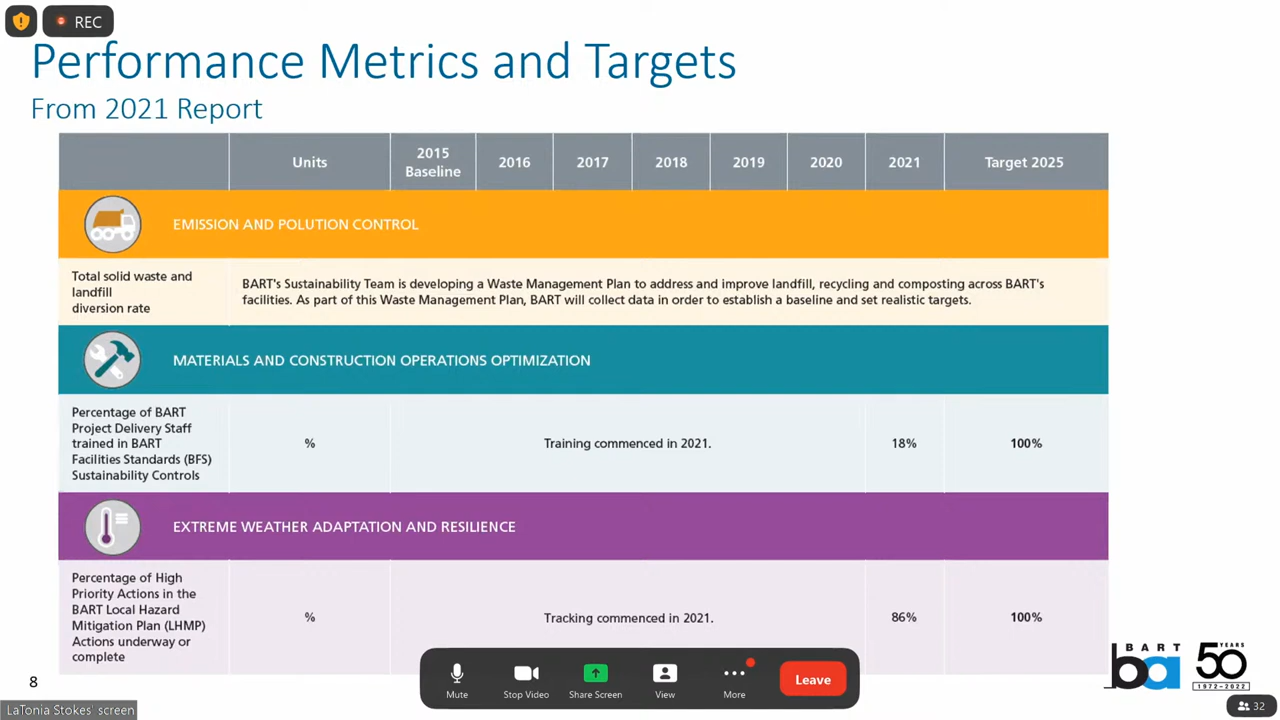 REC
Performance Metrics and Targets
From 2021 Report
Units
2015
Baseline
2016
2017
2018
2019
2020
2021
Target 2025
EMISSION AND POLUTION CONTROL
Total solid waste and
landfill
diversion rate
BART's Sustainability Team is developing a Waste Management Plan to address and improve landfill, recycling and composting across BART's
facilities. As part of this Waste Management Plan, BART will collect data in order to establish a baseline and set realistic targets.
MATERIALS AND CONSTRUCTION OPERATIONS OPTIMIZATION
Percentage of BART
Project Delivery Staff
trained in BART
Facilities Standards (BFS)
Sustainability Controls
%
Training commenced in 2021.
18%
100%
EXTREME WEATHER ADAPTATION AND RESILIENCE
Percentage of High
Priority Actions in the
BART Local Hazard
Mitigation Plan (LHMP)
Actions underway or
complete
%
Tracking commenced in 2021.
86%
100%
8
Mute
Stop Video
Share Screen
View
More
Leave
BART
ba
50
YEARS
1972-2022
LaTonia Stokes' screen
32